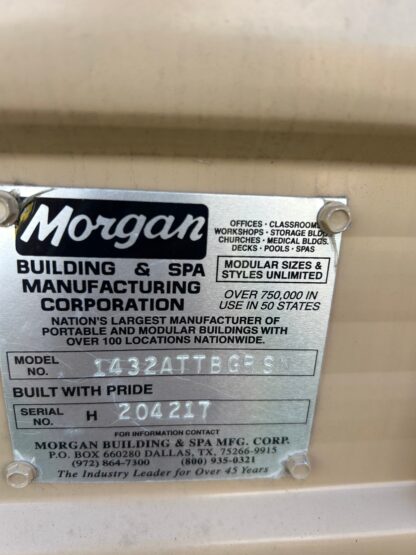 Morgan
OFFICES · CLASSROOMS
WORKSHOPS · STORAGE BLDG
CHURCHES · MEDICAL BLDGS.
DECKS · POOLS · SPAS
BUILDING & SPA
MANUFACTURING
CORPORATION
MODULAR SIZES &
STYLES UNLIMITED
OVER 750,000 IN
USE IN 50 STATES
NATION'S LARGEST MANUFACTURER OF
PORTABLE AND MODULAR BUILDINGS WITH
OVER 100 LOCATIONS NATIONWIDE.
MODEL
NO.
BUILT WITH PRIDE
SERIAL
NO. H 204217
FOR INFORMATION CONTACT
MORGAN BUILDING & SPA MFG. CORP.
P.O. BOX 660280 DALLAS, TX. 75266-9915
(972) 864-7300 (800) 935-0321
The Industry Leader for Over 45 Years